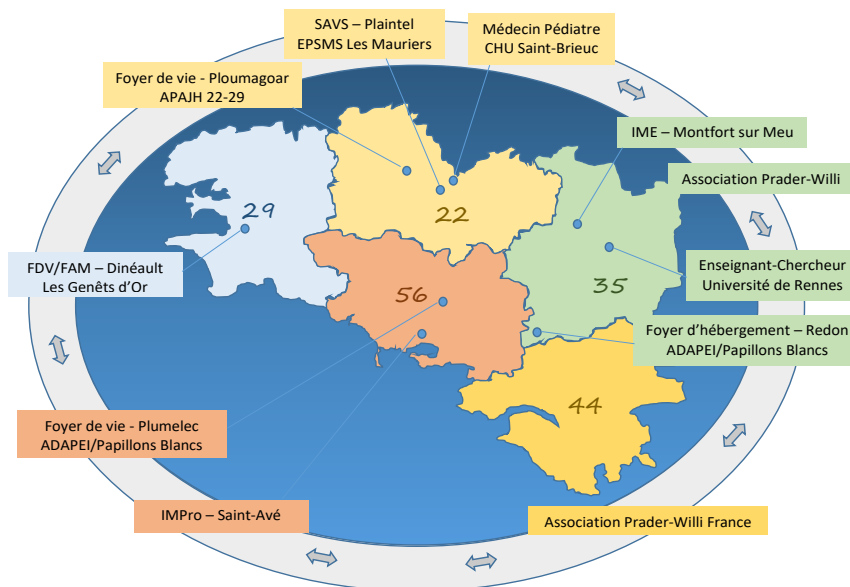 SAVS – Plaintel
EPSMS Les Mauriers
Médecin Pédiatre
CHU Saint-Brieuc
Foyer de vie - Ploumagoar
APAJH 22-29
IME – Montfort sur Meu
Association Prader-Willi
29
22
FDV/FAM – Dinéault
Les Genêts d’Or
Enseignant-Chercheur
Université de Rennes
56
35
Foyer d’hébergement – Redon
ADAPEI/Papillons Blancs
44
Foyer de vie - Plumelec
ADAPEI/Papillons Blancs
IMPro – Saint-Avé
Association Prader-Willi France